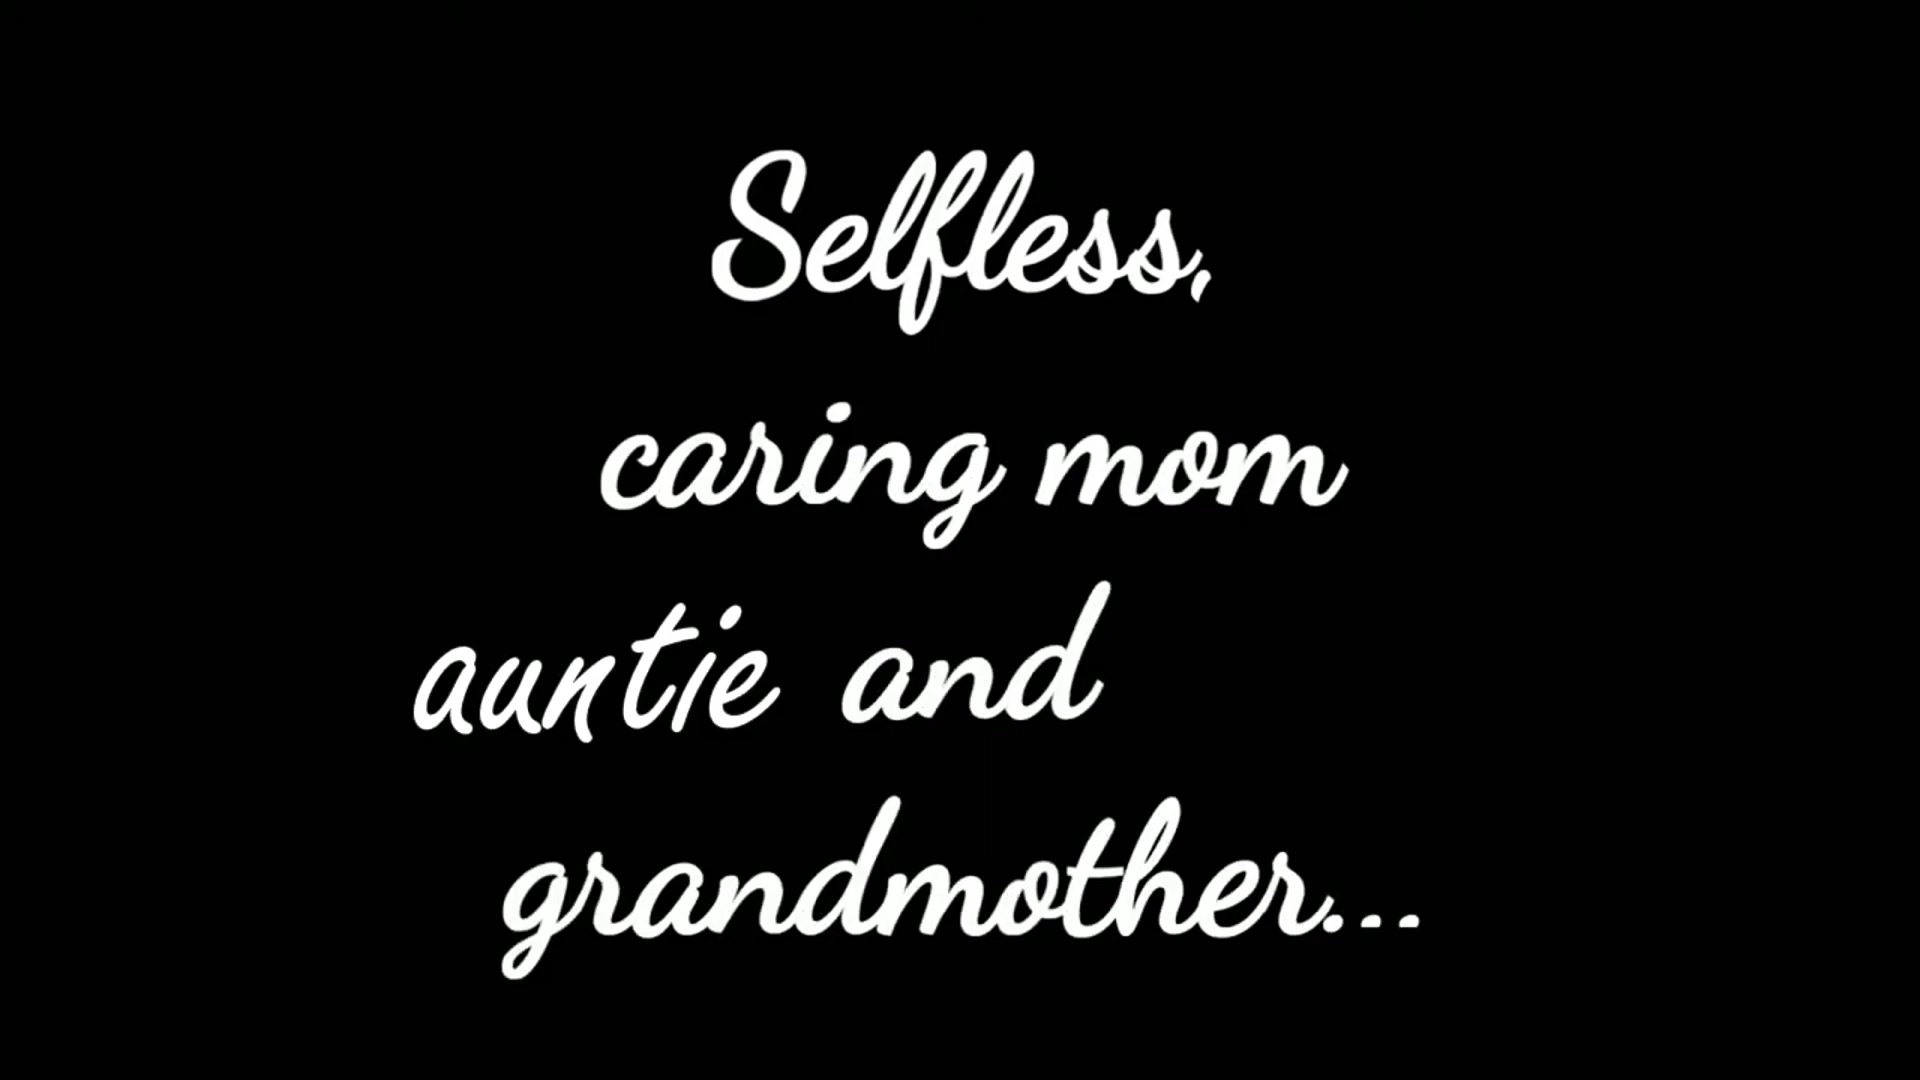 Selfless,
caring mom
auntie and
grandmother...